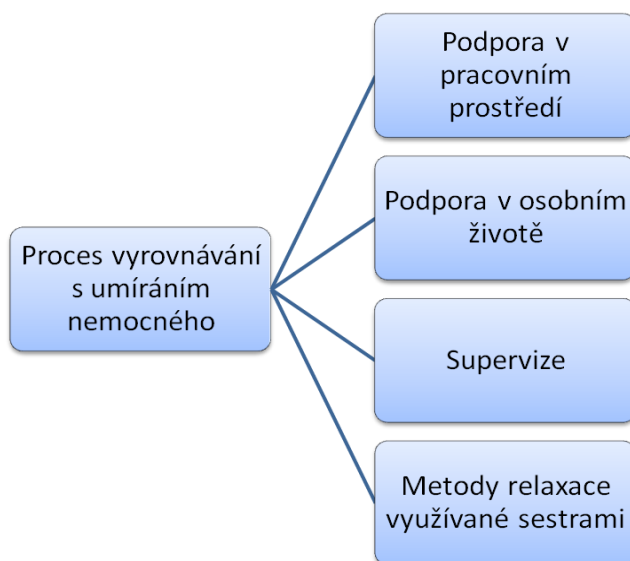 Podpora v
pracovním
prostředí
Podpora v osobním
životě
Proces vyrovnávání
s umíráním
nemocného
Supervize
Metody relaxace
využívané sestrami